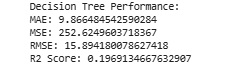 Decision Tree Performance:
MAE: 9.866484542590284
MSE: 252.6249603718367
RMSE: 15.894180078627418
R2 Score: 0.1969134667632907